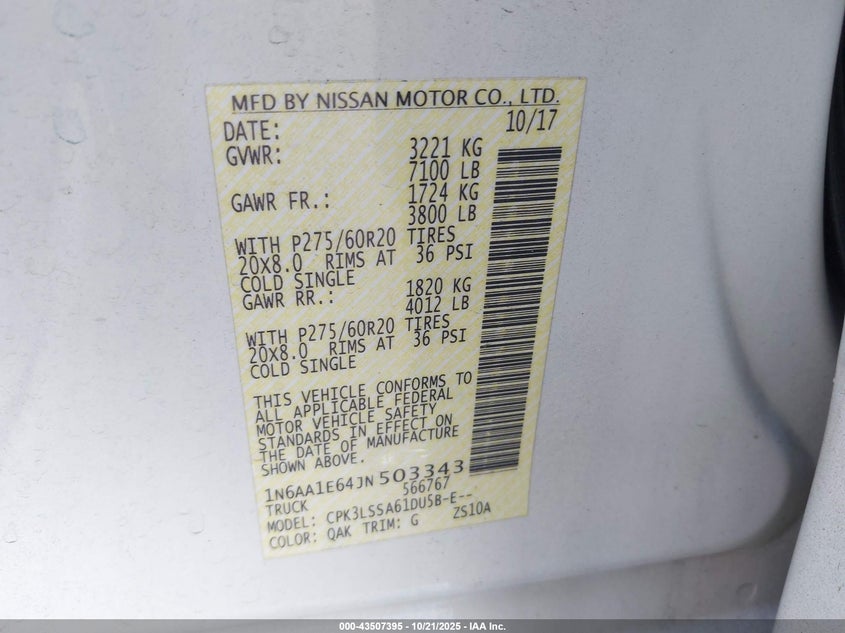 MFD BY NISSAN MOTOR CO., LTD.
DATE: 10/17
GVWR: 3221 KG
7100 LB
GAWR FR.: 1724 KG
3800 LB
WITH P275/60R20 TIRES
20X8.0 RIMS AT 36 PSI
COLD SINGLE
GAWR RR.: 1820 KG
4012 LB
WITH P275/60R20 TIRES
20X8.0 RIMS AT 36 PSI
COLD SINGLE
THIS VEHICLE CONFORMS TO
ALL APPLICABLE FEDERAL
MOTOR VEHICLE SAFETY
STANDARDS IN EFFECT ON
THE DATE OF MANUFACTURE
SHOWN ABOVE.
1N6AA1E64JN503343
TRUCK 566767
MODEL: CPK3LSSA61DU5B-E--
COLOR: QAK TRIM: G ZS10A
000-43507395 - 10/21/2025 - IAA Inc.